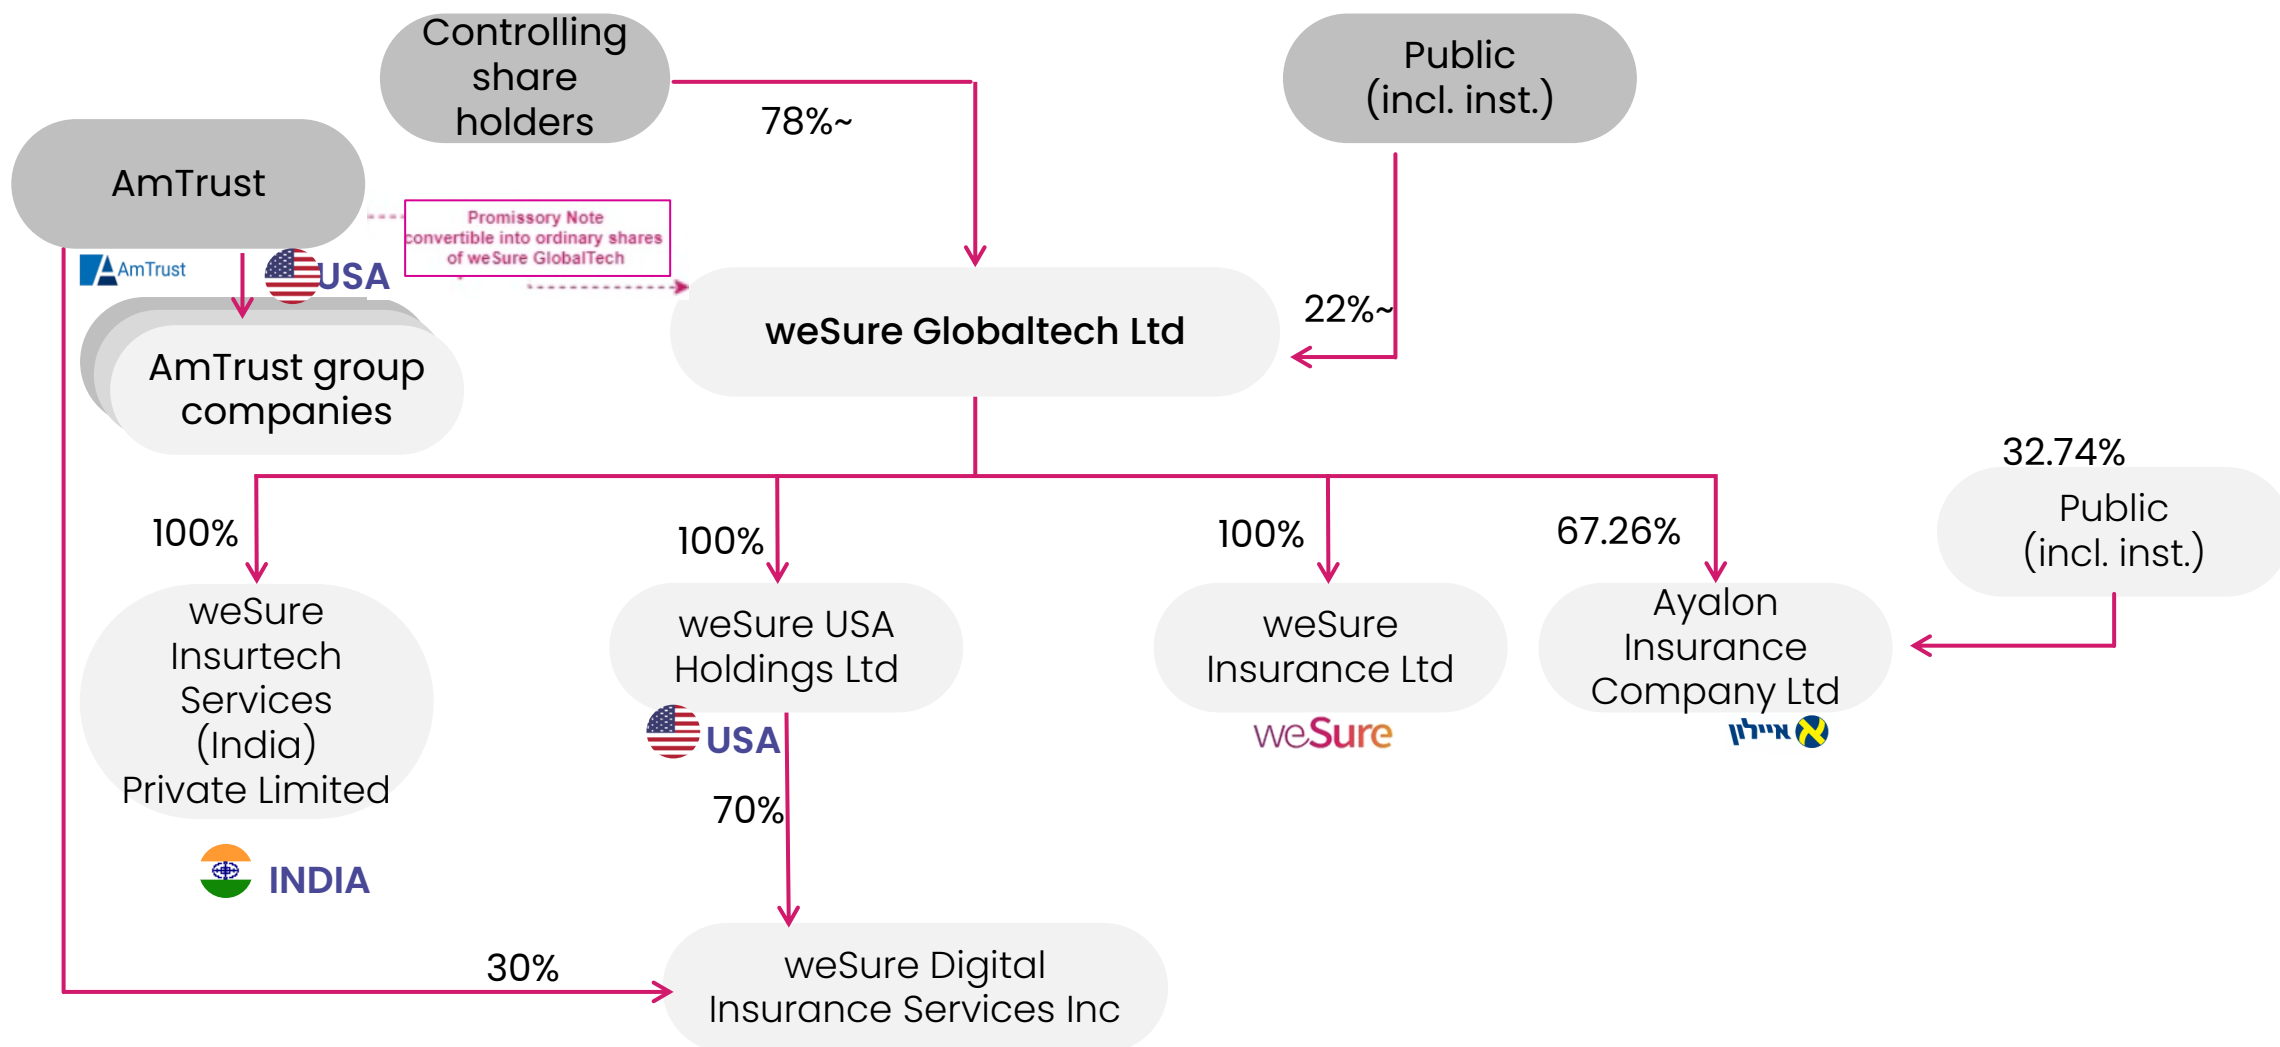 Controlling
share
holders
Public
(incl. inst.)
78%~
AmTrust
Promissory Note
convertible into ordinary shares
of weSure GlobalTech
AmTrust
USA
22%~
weSure Globaltech Ltd
AmTrust group
companies
32.74%
Public
(incl. inst.)
100%
100%
100%
67.26%
weSure
Insurtech
Services
(India)
Private Limited
weSure USA
Holdings Ltd
weSure
Insurance Ltd
Ayalon
Insurance
Company Ltd
USA
weSure
איילון
70%
INDIA
30%
weSure Digital
Insurance Services Inc